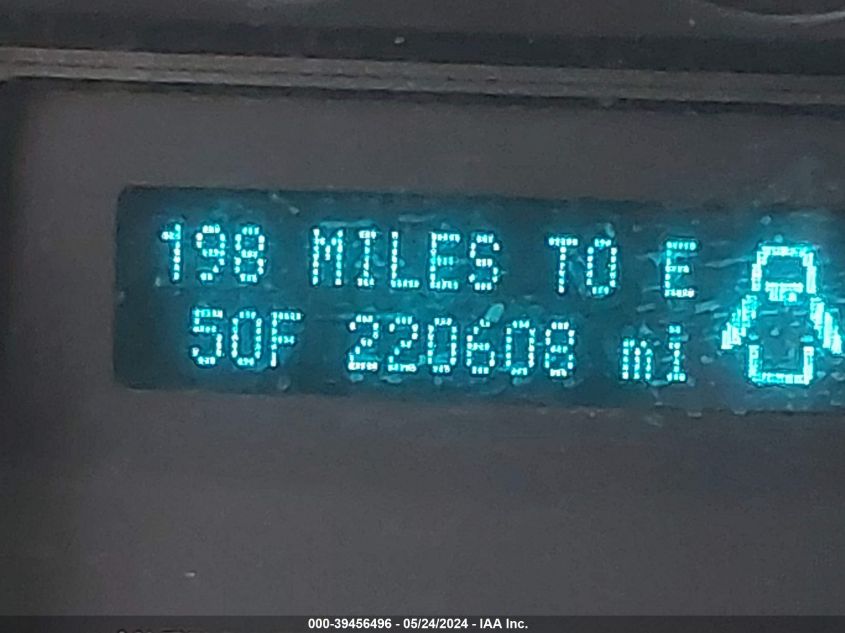 198 MILES TO E
50F 220608 mi
000-39456496 - 05/24/2024 - IAA Inc.